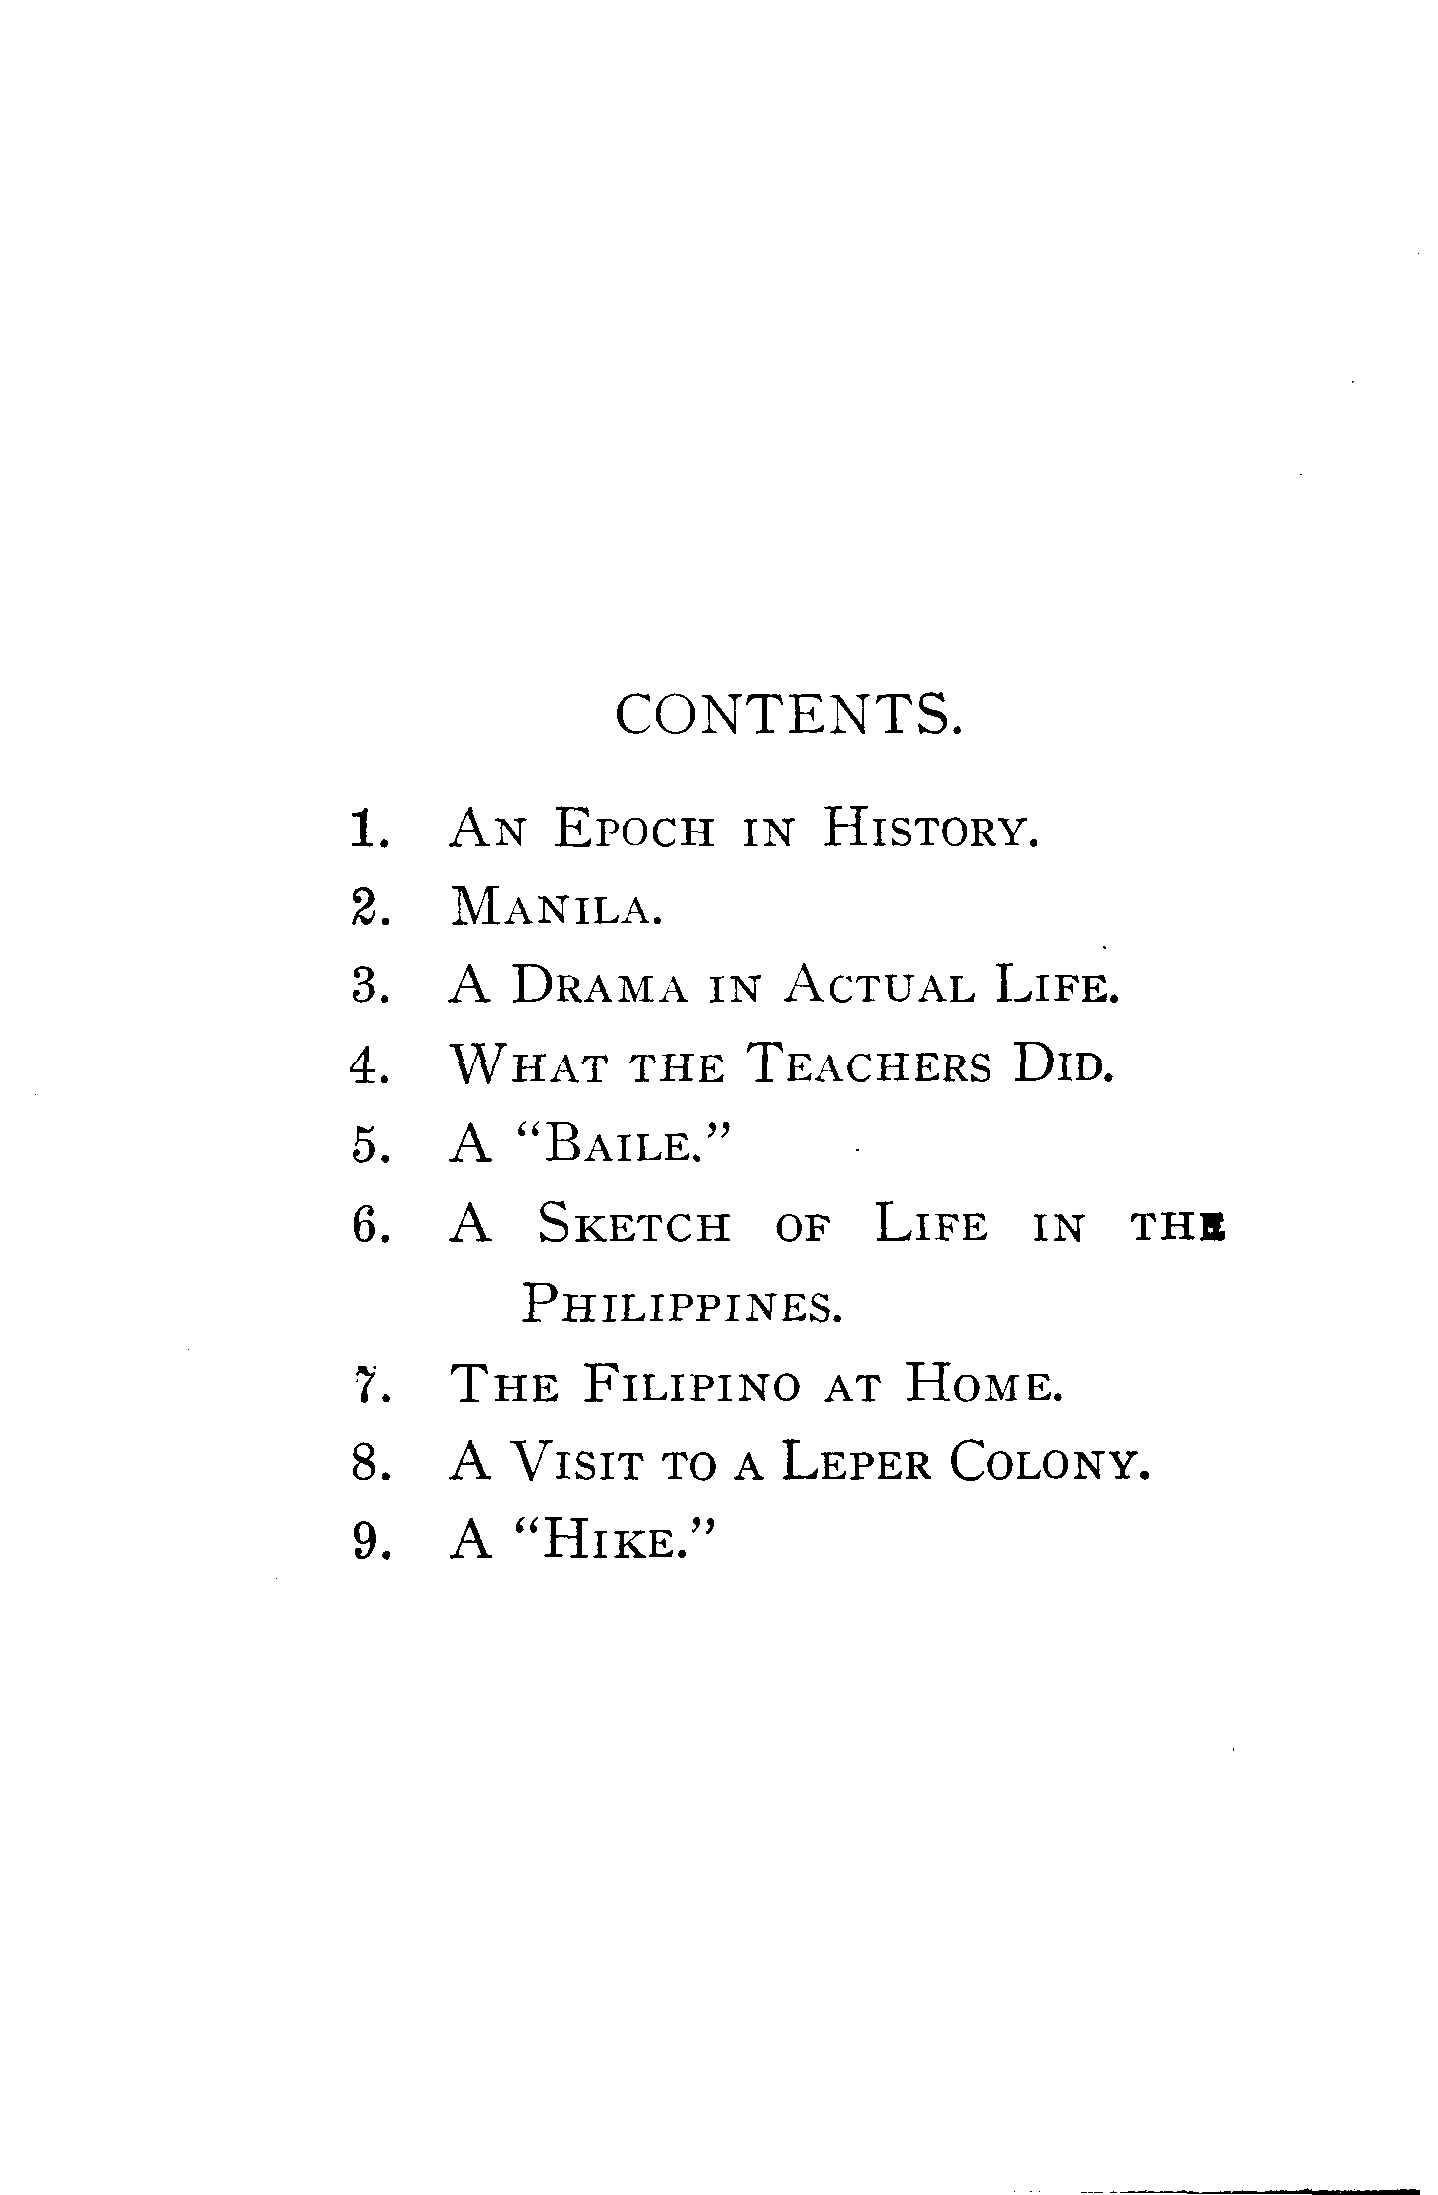 CONTENTS.
1. An Epoch in History.
2. Manila.
3. A Drama in Actual Life.
4. What the Teachers Did.
5. A “Baile.”
6. A Sketch of Life in the
Philippines.
7. The Filipino at Home.
8. A Visit to a Leper Colony.
9. A “Hike.”